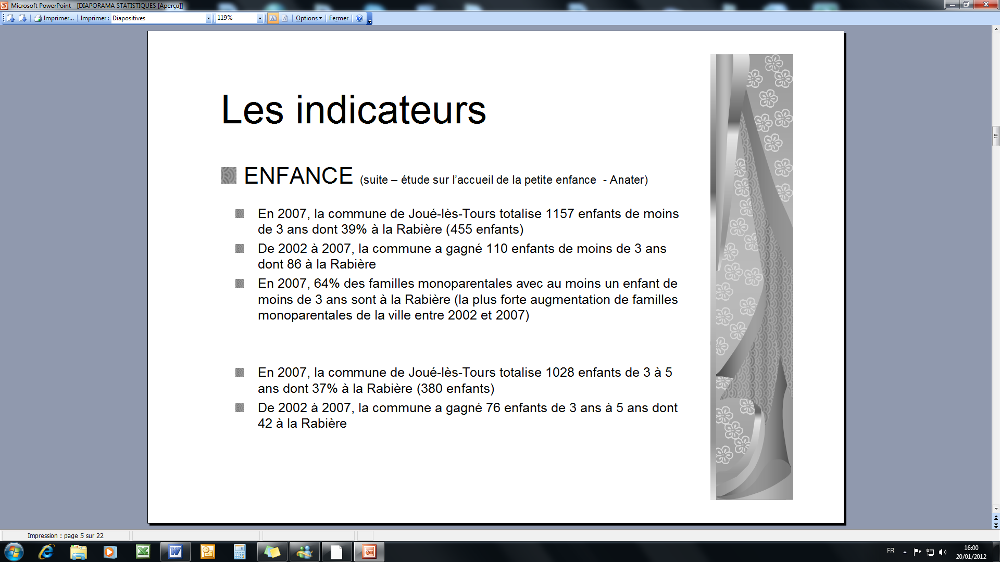 Microsoft PowerPoint - [DIAPORAMA STATISTIQUES [Aperçu]]
Imprimer... Imprimer : Diapositives 119% Options Fermer
Les indicateurs
ENFANCE (suite – étude sur l’accueil de la petite enfance - Anater)
En 2007, la commune de Joué-lès-Tours totalise 1157 enfants de moins
de 3 ans dont 39% à la Rabière (455 enfants)
De 2002 à 2007, la commune a gagné 110 enfants de moins de 3 ans
dont 86 à la Rabière
En 2007, 64% des familles monoparentales avec au moins un enfant de
moins de 3 ans sont à la Rabière (la plus forte augmentation de familles
monoparentales de la ville entre 2002 et 2007)
En 2007, la commune de Joué-lès-Tours totalise 1028 enfants de 3 à 5
ans dont 37% à la Rabière (380 enfants)
De 2002 à 2007, la commune a gagné 76 enfants de 3 ans à 5 ans dont
42 à la Rabière
Impression : page 5 sur 22
FR
16:00
20/01/2012